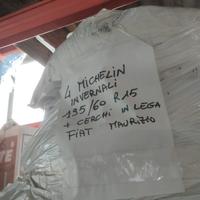 4 MICHELIN
INVERNALI
195/60 R15
+ CERCHI IN LEGA
FIAT MAURIZIO